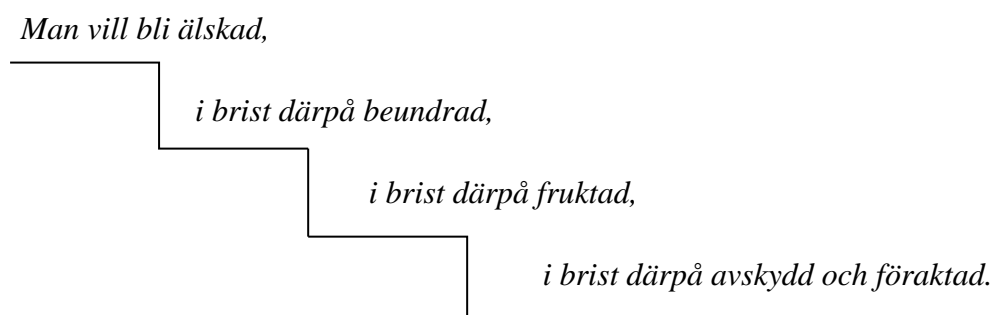 Man vill bli älskad,
i brist därpå beundrad,
i brist därpå fruktad,
i brist därpå avskydd och föraktad.